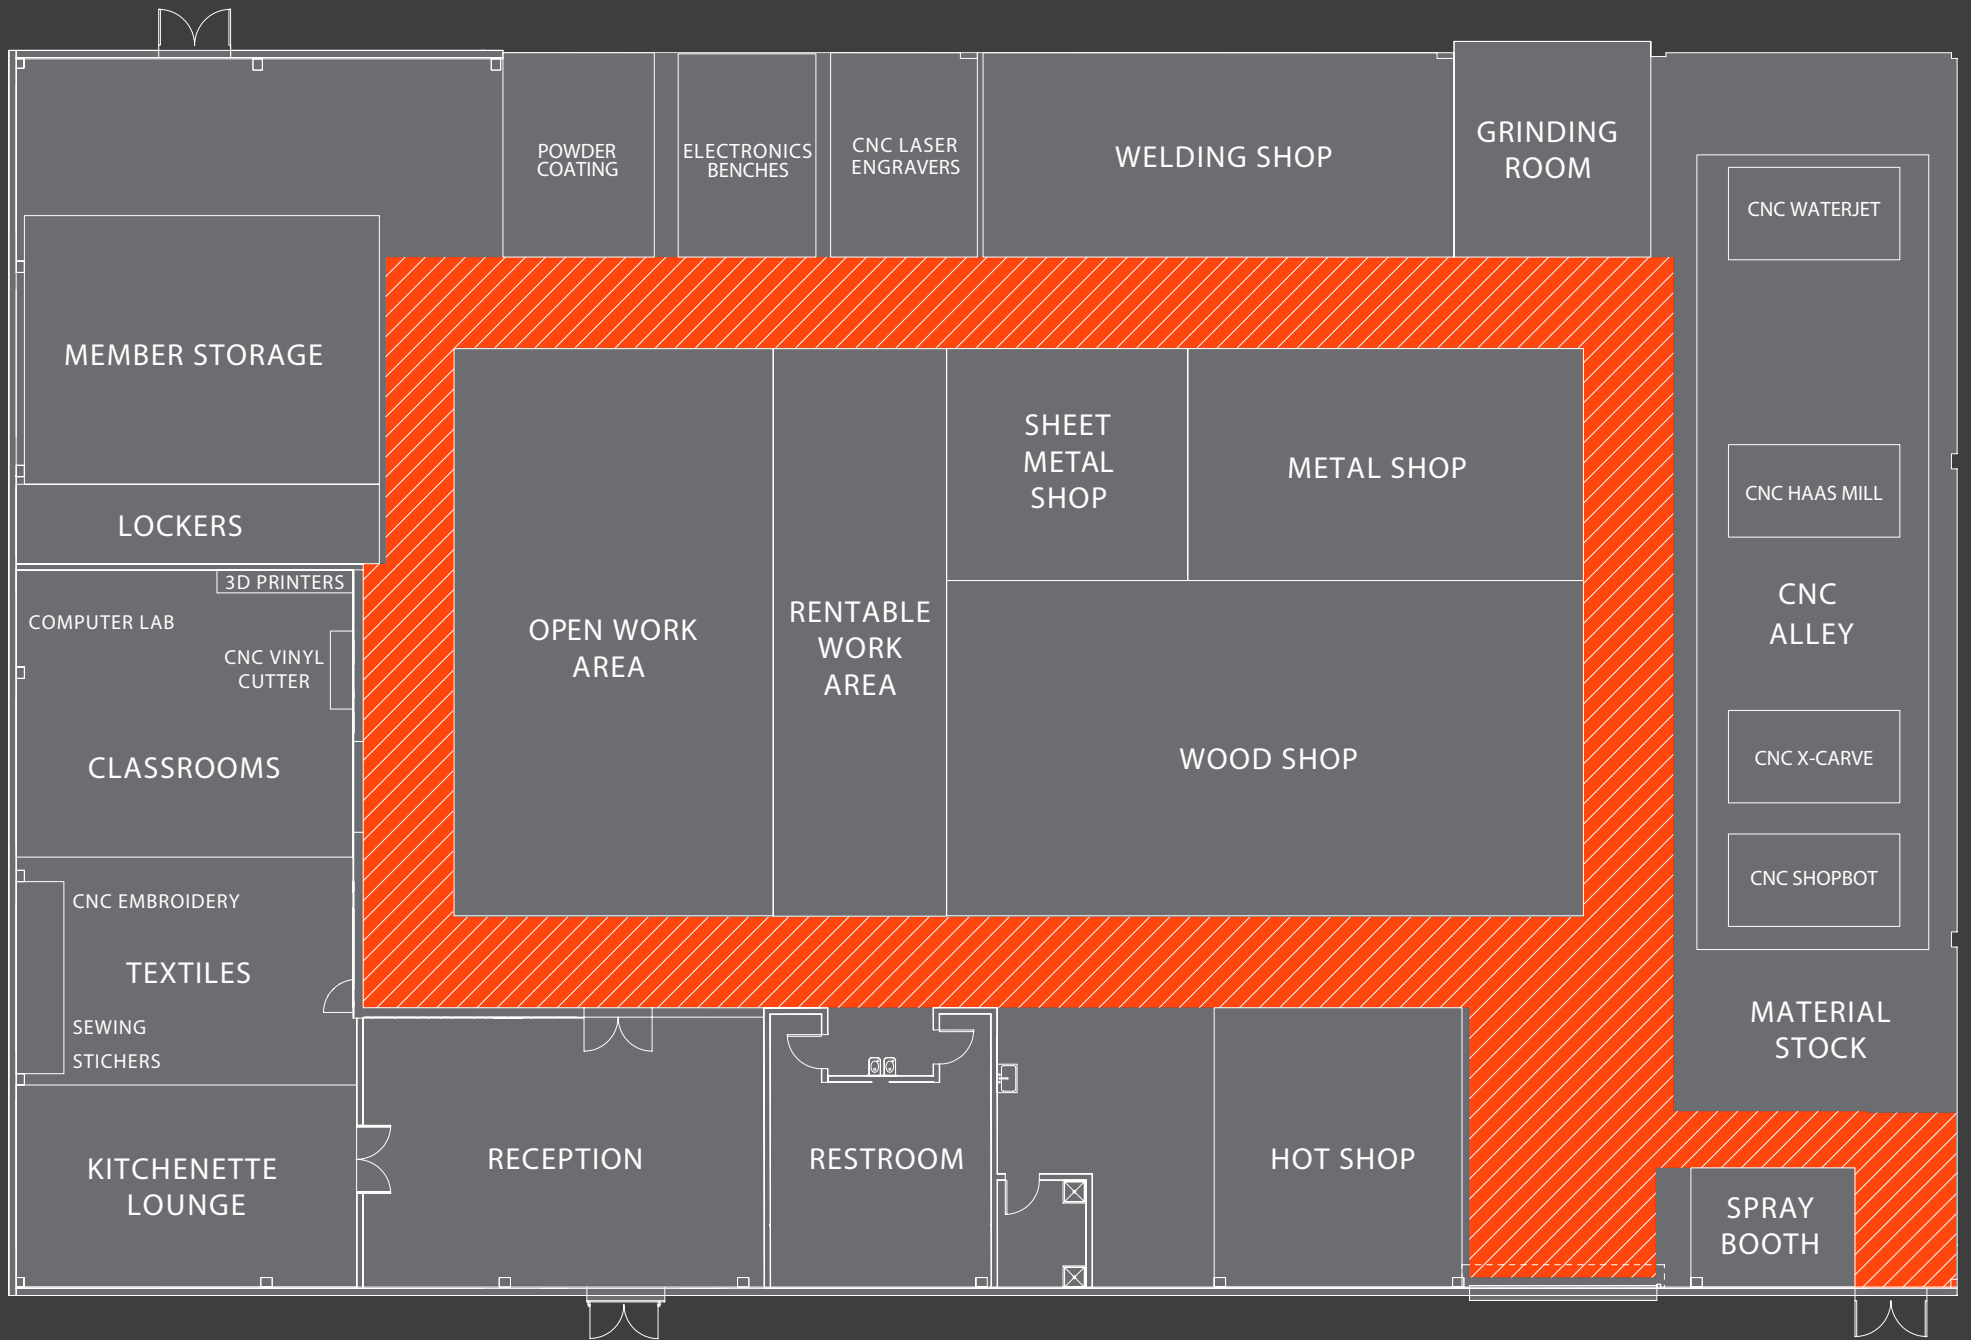 POWDER
COATING
ELECTRONICS
BENCHES
CNC LASER
ENGRAVERS
WELDING SHOP
GRINDING
ROOM
CNC WATERJET
MEMBER STORAGE
SHEET
METAL
SHOP
METAL SHOP
CNC HAAS MILL
LOCKERS
3D PRINTERS
COMPUTER LAB
CNC VINYL
CUTTER
OPEN WORK
AREA
RENTABLE
WORK
AREA
CNC
ALLEY
CLASSROOMS
WOOD SHOP
CNC X-CARVE
CNC SHOPBOT
CNC EMBROIDERY
TEXTILES
SEWING
STICHERS
MATERIAL
STOCK
KITCHENETTE
LOUNGE
RECEPTION
RESTROOM
HOT SHOP
SPRAY
BOOTH